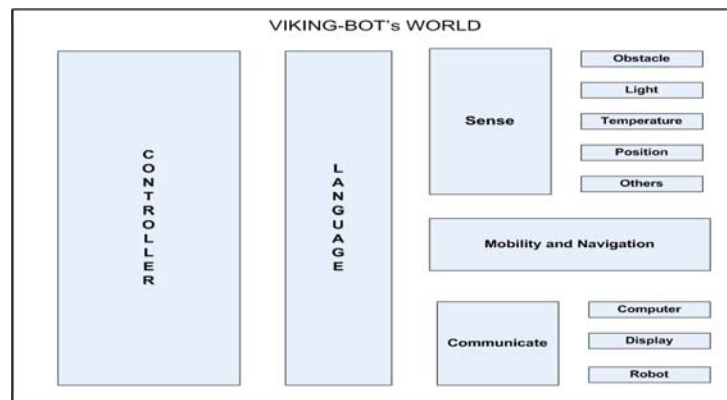 VIKING-BOT's WORLD
CONTROLLER
LANGUAGE
Sense
Obstacle
Light
Temperature
Position
Others
Mobility and Navigation
Communicate
Computer
Display
Robot